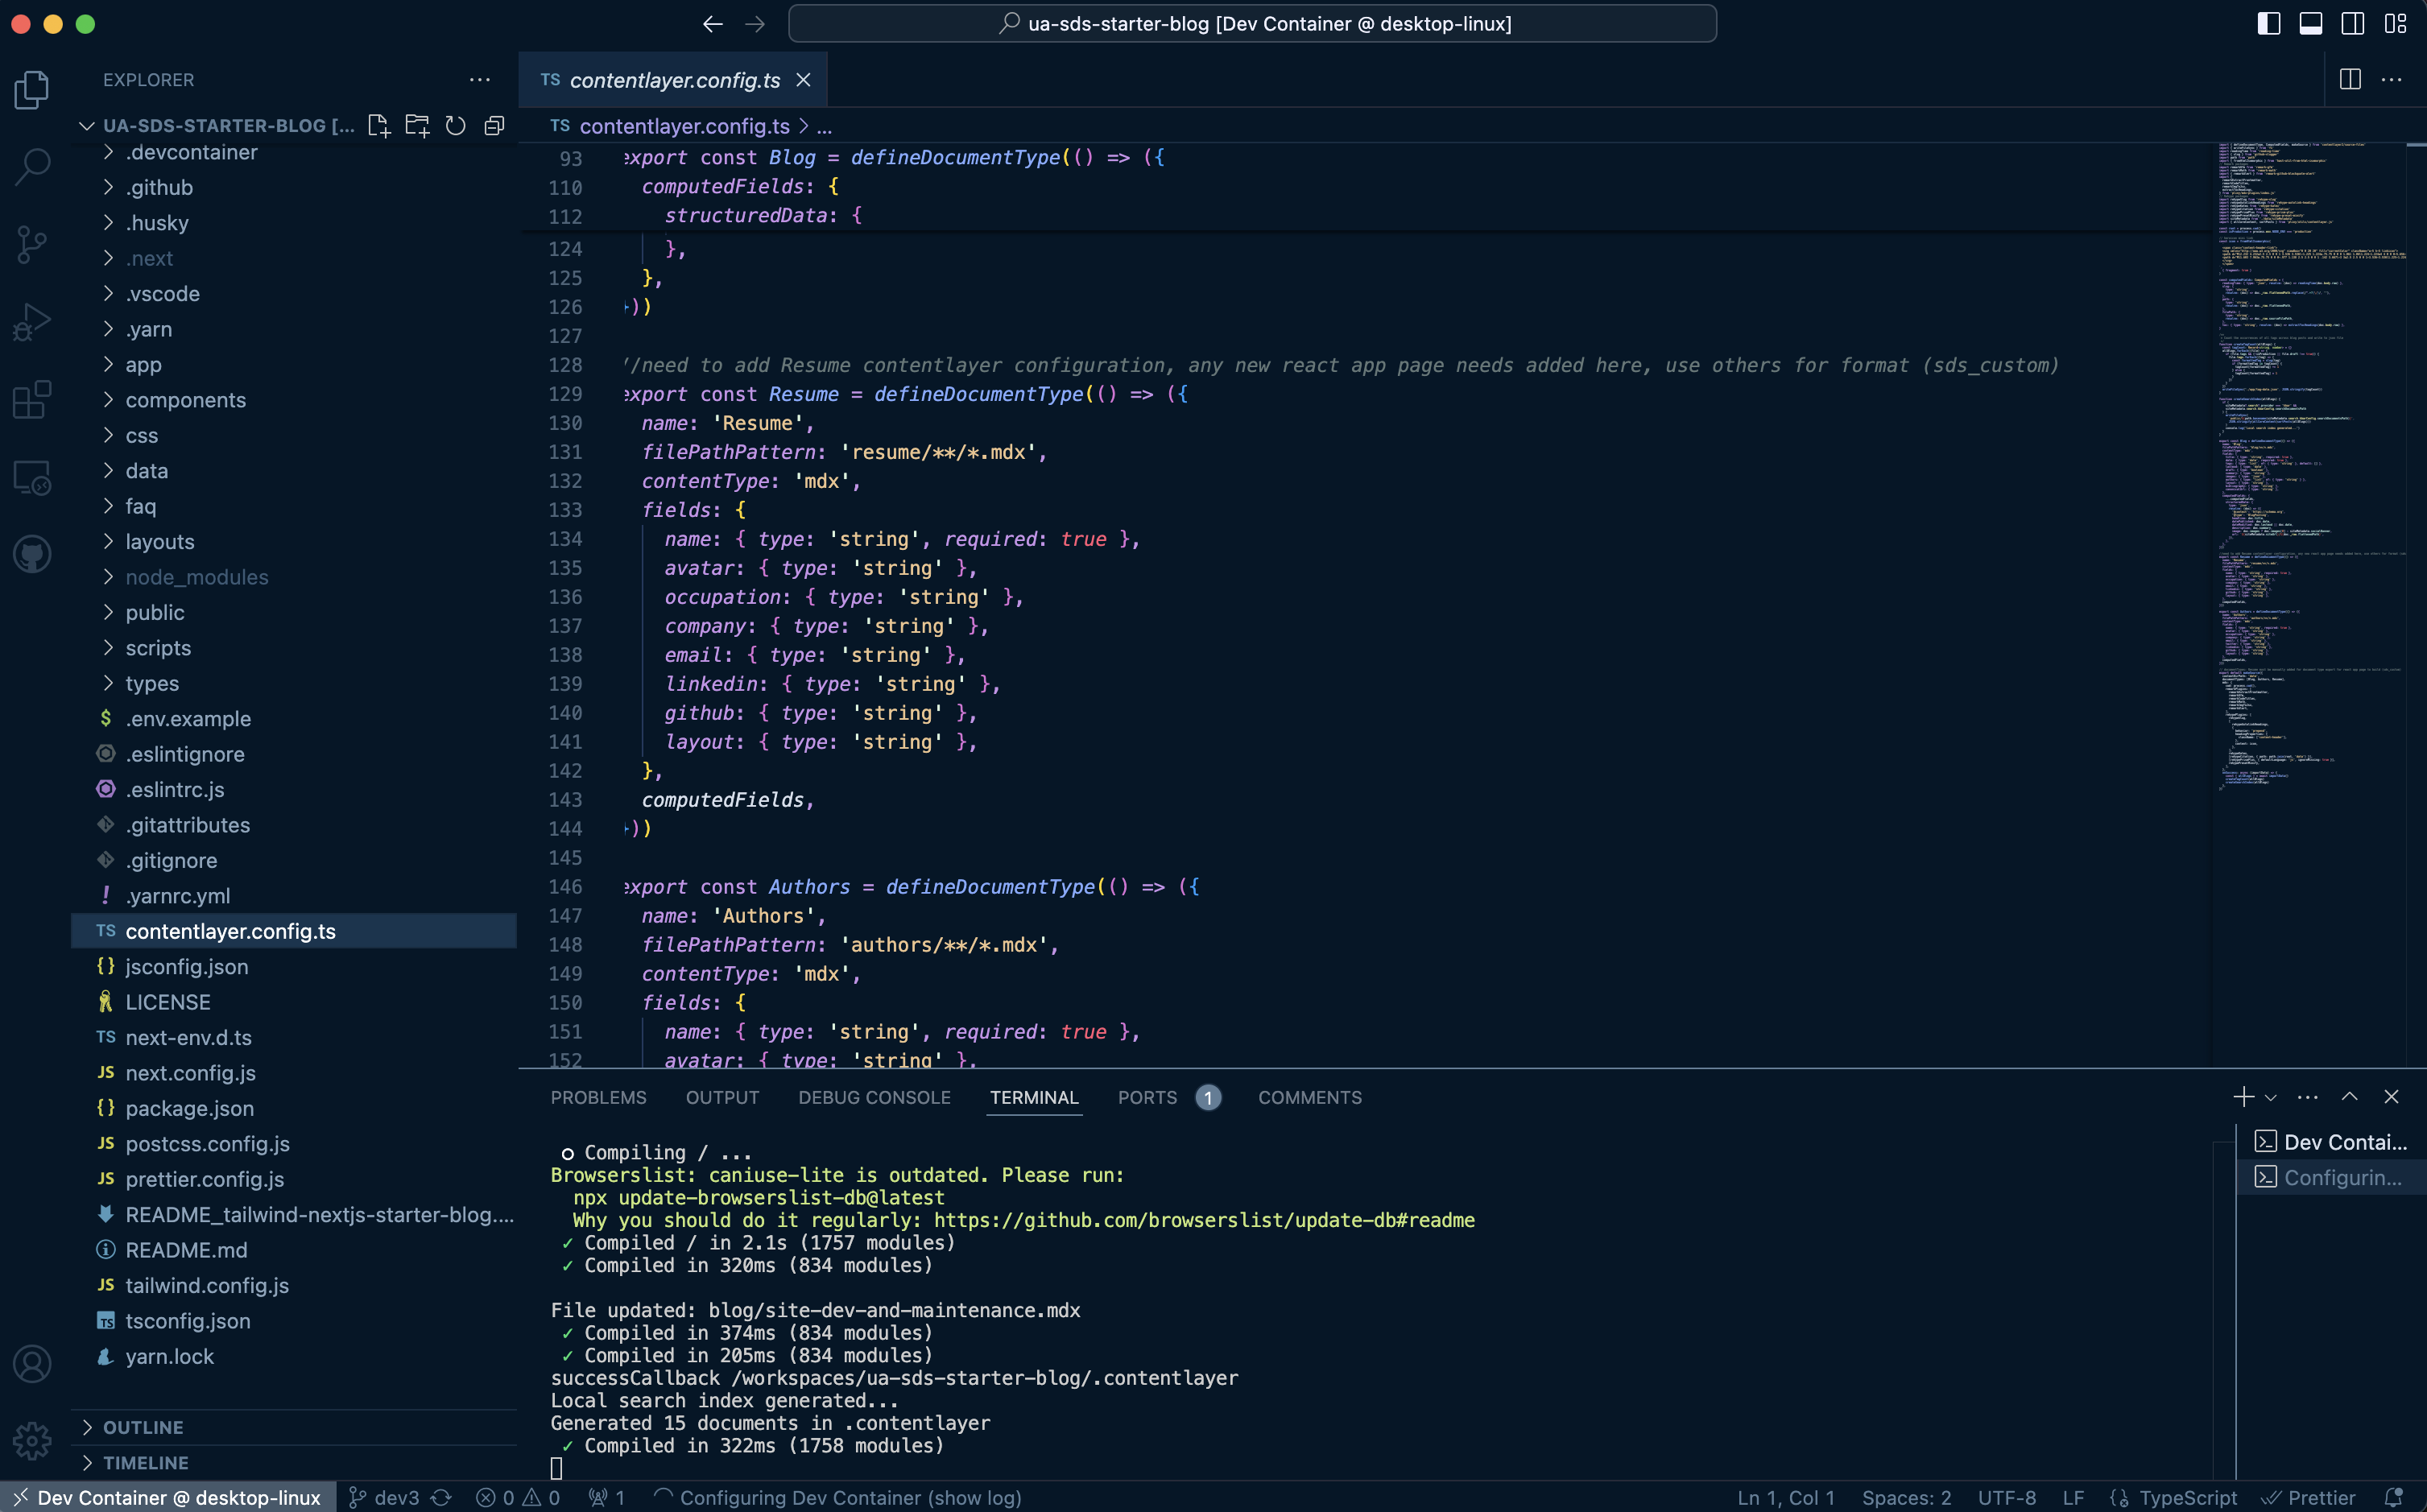 ua-sds-starter-blog [Dev Container @ desktop-linux]
EXPLORER
UA-SDS-STARTER-BLOG [...
.devcontainer
.github
.husky
.next
.vscode
.yarn
app
components
css
data
faq
layouts
node_modules
public
scripts
types
$ .env.example
.eslintignore
.eslintrc.js
.gitattributes
.gitignore
! .yarnrc.yml
TS contentlayer.config.ts
{} jsconfig.json
LICENSE
TS next-env.d.ts
JS next.config.js
{} package.json
JS postcss.config.js
JS prettier.config.js
README_tailwind-nextjs-starter-blog....
README.md
JS tailwind.config.js
TS tsconfig.json
yarn.lock
OUTLINE
TIMELINE
TS contentlayer.config.ts
TS contentlayer.config.ts > ...
93 export const Blog = defineDocumentType(() => ({
110 computedFields: {
112 structuredData: {
124 },
125 },
126 }))
127
128 //need to add Resume contentlayer configuration, any new react app page needs added here, use others for format (sds_custom)
129 export const Resume = defineDocumentType(() => ({
130 name: 'Resume',
131 filePathPattern: 'resume/**/*.mdx',
132 contentType: 'mdx',
133 fields: {
134 name: { type: 'string', required: true },
135 avatar: { type: 'string' },
136 occupation: { type: 'string' },
137 company: { type: 'string' },
138 email: { type: 'string' },
139 linkedin: { type: 'string' },
140 github: { type: 'string' },
141 layout: { type: 'string' },
142 },
143 computedFields,
144 }))
145
146 export const Authors = defineDocumentType(() => ({
147 name: 'Authors',
148 filePathPattern: 'authors/**/*.mdx',
149 contentType: 'mdx',
150 fields: {
151 name: { type: 'string', required: true },
152 avatar: { type: 'string' },
PROBLEMS OUTPUT DEBUG CONSOLE TERMINAL PORTS 1 COMMENTS
Compiling / ...
Browserslist: caniuse-lite is outdated. Please run:
npx update-browserslist-db@latest
Why you should do it regularly: https://github.com/browserslist/update-db#readme
✓ Compiled / in 2.1s (1757 modules)
✓ Compiled in 320ms (834 modules)
File updated: blog/site-dev-and-maintenance.mdx
✓ Compiled in 374ms (834 modules)
✓ Compiled in 205ms (834 modules)
successCallback /workspaces/ua-sds-starter-blog/.contentlayer
Local search index generated...
Generated 15 documents in .contentlayer
✓ Compiled in 322ms (1758 modules)
Dev Contai...
Configurin...
Dev Container @ desktop-linux dev3 0 0 1 Configuring Dev Container (show log) Ln 1, Col 1 Spaces: 2 UTF-8 LF {} TypeScript Prettier